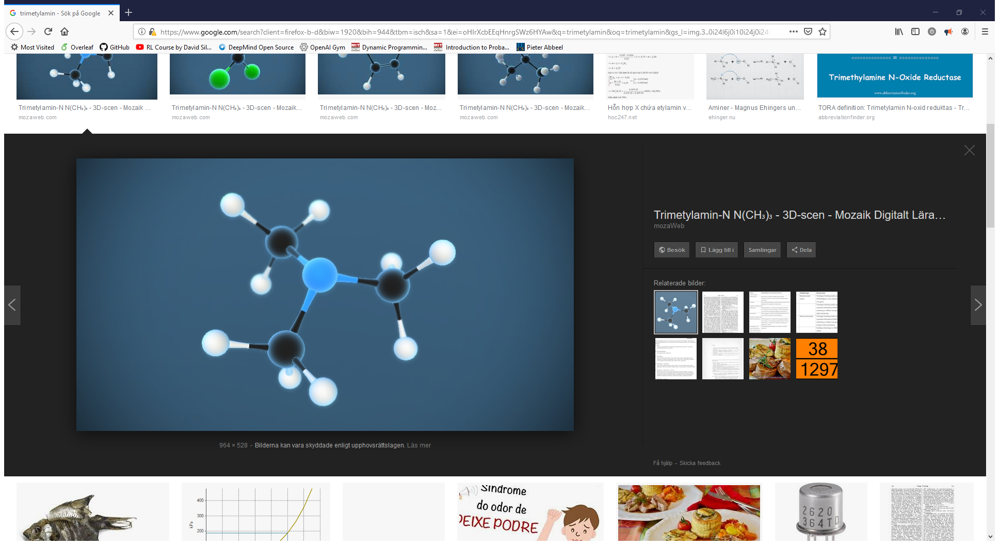 trimetylamin - Sök på Google
https://www.google.com/search?client=firefox-b-d&biw=1920&bih=944&tbm=isch&sa=1&ei=oHIrXcbEEqHnrgSWz6HYAw&q=trimetylamin&oq=trimetylamin&gs_l=img.3..0i24l6j0i10i24j0i24l
Most Visited Overleaf GitHub RL Course by David Sil... DeepMind Open Source OpenAI Gym Dynamic Programmin... Introduction to Proba... Pieter Abbeel
Trimethylamine N-Oxide Reductase
www.abbreviationfinder.org
Trimetylamin-N N(CH₃)₃ - 3D-scen - Mozaik ... Trimetylamin-N N(CH₃)₃ - 3D-scen - Mozaik... Trimetylamin-N N(CH₃)₃ - 3D-scen - Moz... Trimetylamin-N N(CH₃)₃ - 3D-scen - Mozaik... Hỗn hợp X chứa etylamin v... Aminer - Magnus Ehingers un... TORA definition: Trimetylamin N-oxid reduktas - Tr...
mozaweb.com mozaweb.com mozaweb.com mozaweb.com hoc247.net ehinger.nu abbreviationfinder.org
Trimetylamin-N N(CH₃)₃ - 3D-scen - Mozaik Digitalt Lära...
mozaWeb
Besök Lägg till i Samlingar Dela
Relaterade bilder:
38
1297
964 × 528 - Bilderna kan vara skyddade enligt upphovsrättslagen. Läs mer
Få hjälp - Skicka feedback
400
300
200
kPa
Síndrome
do odor de
PEIXE PODRE
2620
364TD